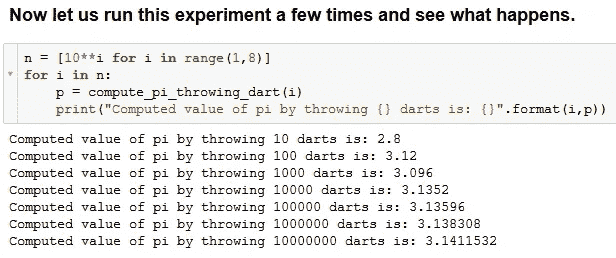 Now let us run this experiment a few times and see what happens.
n = [10**i for i in range(1,8)]
for i in n:
    p = compute_pi_throwing_dart(i)
    print("Computed value of pi by throwing {} darts is: {}".format(i,p))
Computed value of pi by throwing 10 darts is: 2.8
Computed value of pi by throwing 100 darts is: 3.12
Computed value of pi by throwing 1000 darts is: 3.096
Computed value of pi by throwing 10000 darts is: 3.1352
Computed value of pi by throwing 100000 darts is: 3.13596
Computed value of pi by throwing 1000000 darts is: 3.138308
Computed value of pi by throwing 10000000 darts is: 3.1411532